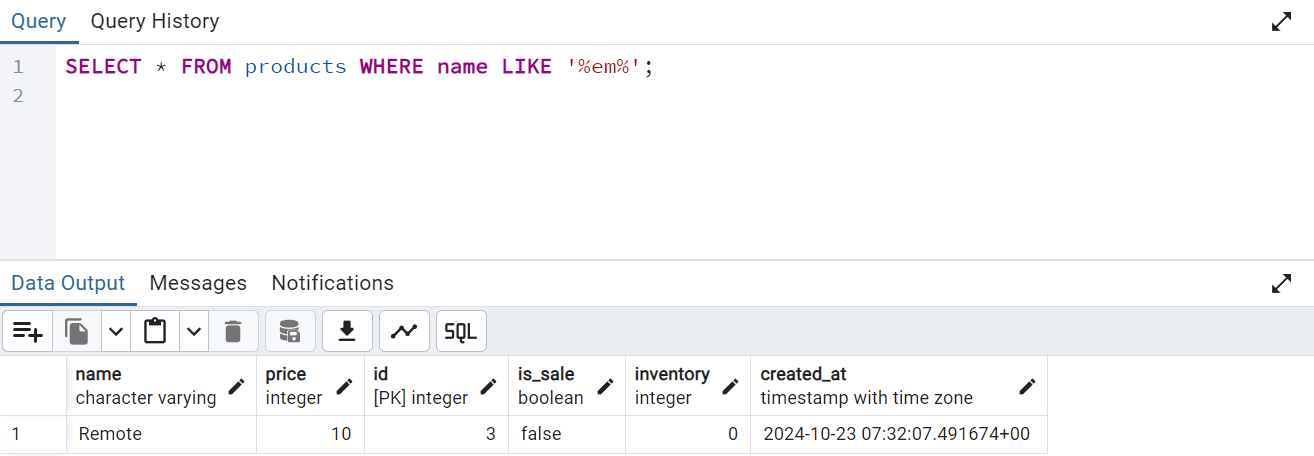 Query Query History
1 SELECT * FROM products WHERE name LIKE '%em%';
2
Data Output Messages Notifications
SQL
name price id is_sale inventory created_at
character varying integer [PK] integer boolean integer timestamp with time zone
1 Remote 10 3 false 0 2024-10-23 07:32:07.491674+00